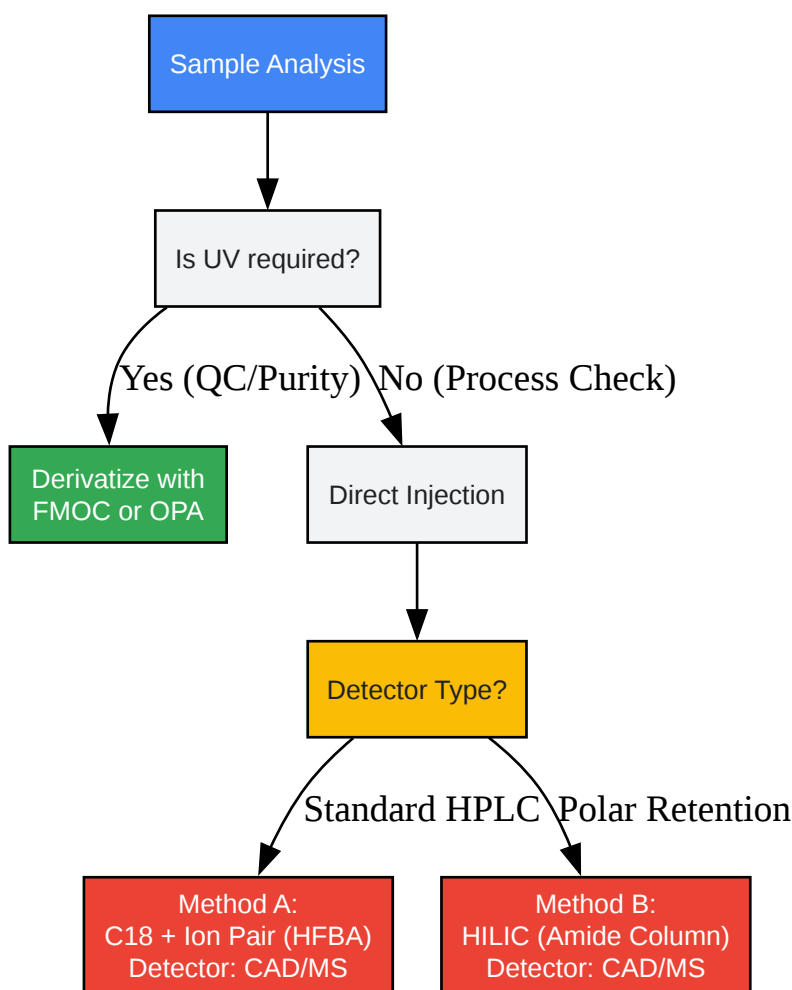 Sample Analysis
Is UV required?
Yes (QC/Purity)
No (Process Check)
Derivatize with
FMOC or OPA
Direct Injection
Detector Type?
Standard HPLC
Polar Retention
Method A:
C18 + Ion Pair (HFBA)
Detector: CAD/MS
Method B:
HILIC (Amide Column)
Detector: CAD/MS